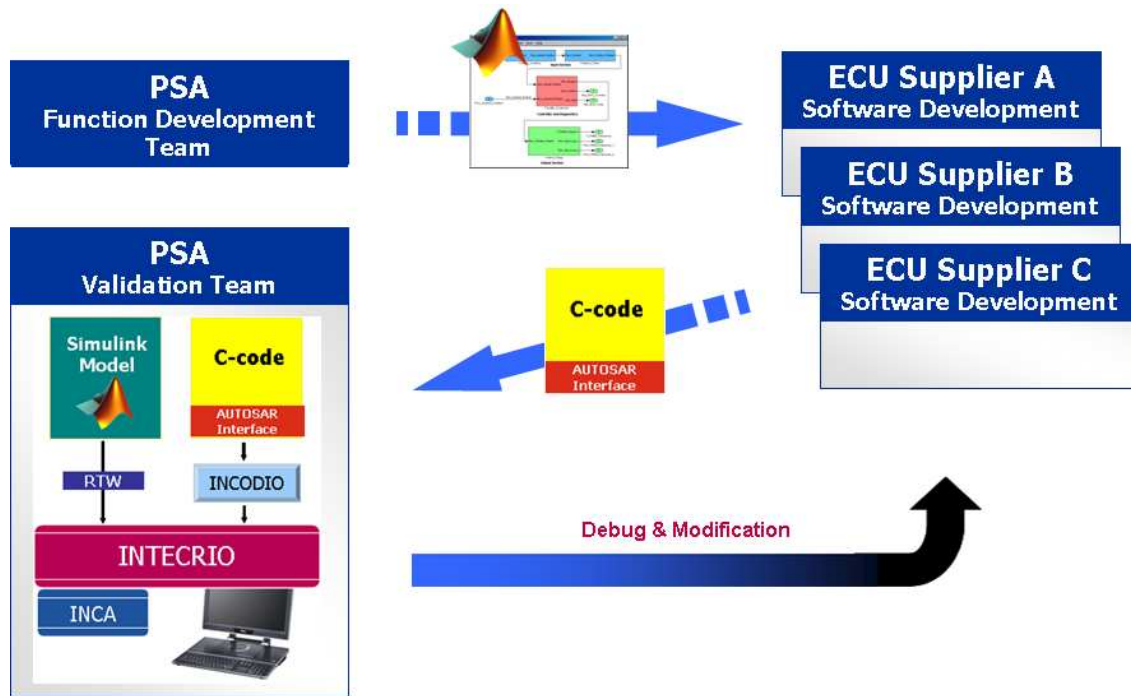 PSA
Function Development
Team
ECU Supplier A
Software Development
ECU Supplier B
Software Development
ECU Supplier C
Software Development
PSA
Validation Team
Simulink
Model
C-code
AUTOSAR
Interface
RTW
INCODIO
INTECRIO
INCA
C-code
AUTOSAR
Interface
Debug & Modification